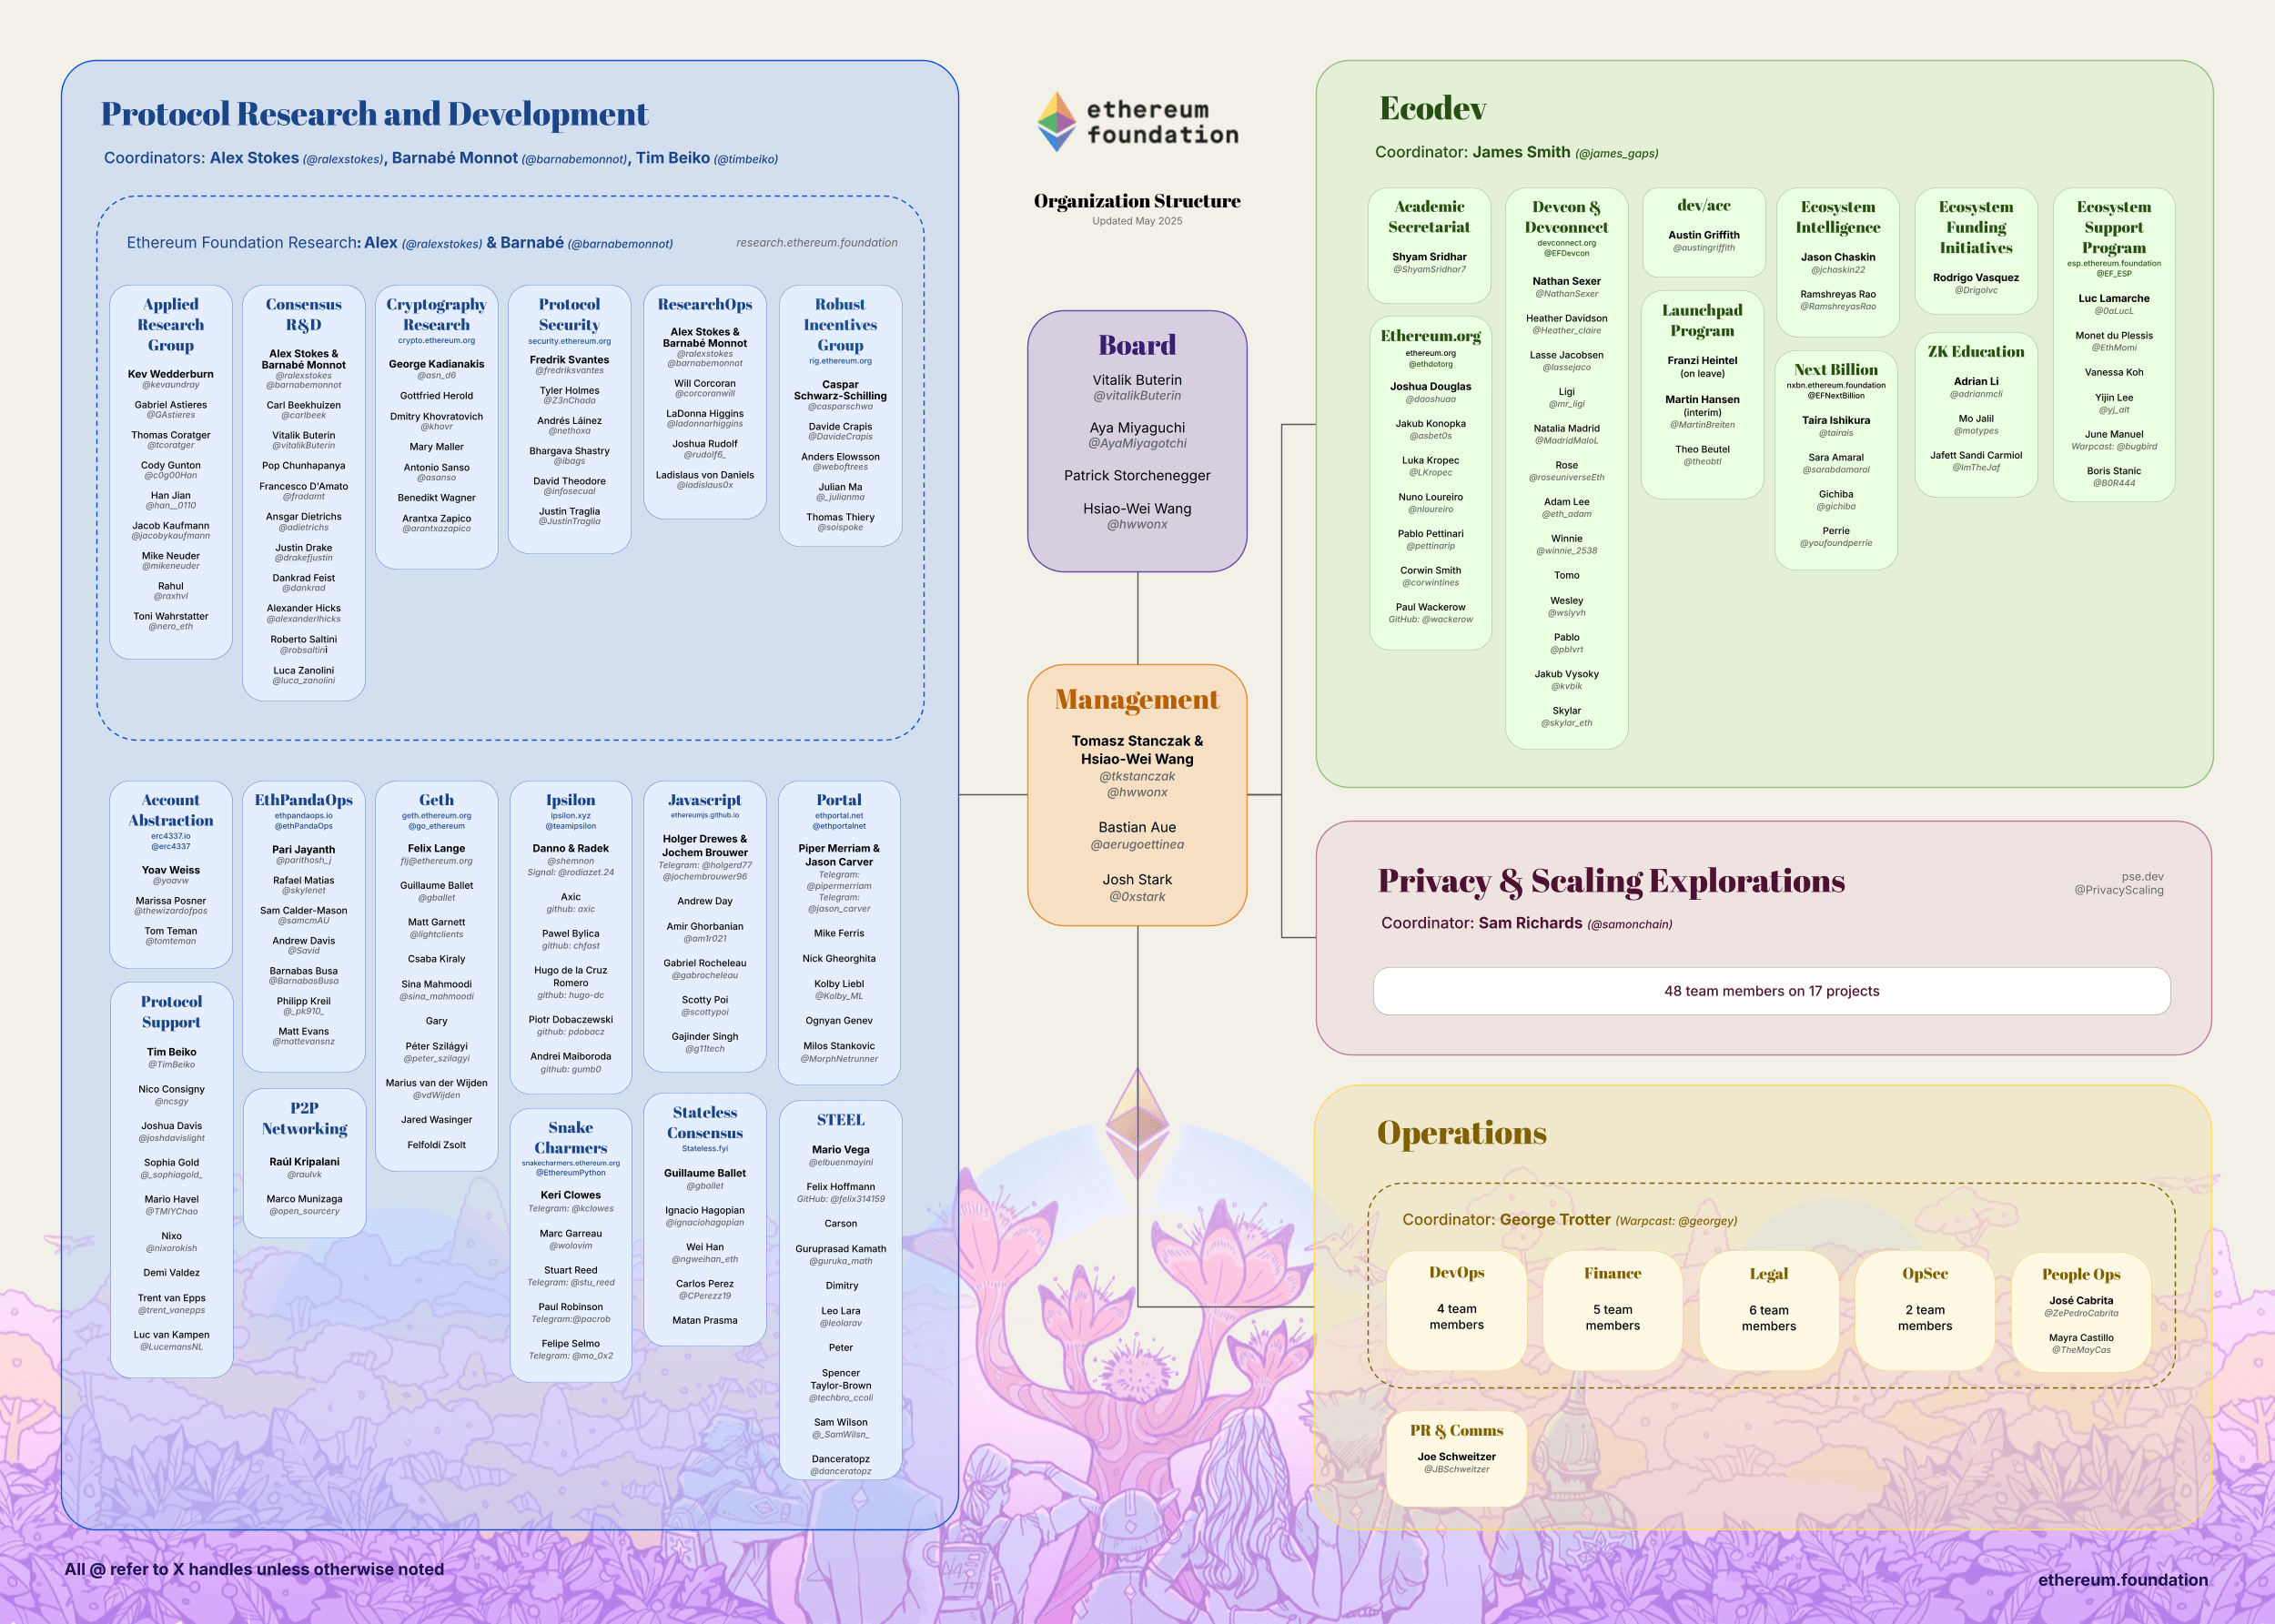 Protocol Research and Development
Coordinators: Alex Stokes (@ralexstokes), Barnabé Monnot (@barnabemonnot), Tim Beiko (@timbeiko)
Ethereum Foundation Research: Alex (@ralexstokes) & Barnabé (@barnabemonnot)
research.ethereum.foundation
Applied
Research
Group
Kev Wedderburn
@kevaundray
Gabriel Astieres
@GAstieres
Thomas Coratger
@tcoratger
Cody Gunton
@c0g00Han
Han Jian
@han__0110
Jacob Kaufmann
@jacobykaufmann
Mike Neuder
@mikeneuder
Rahul
@raxhvl
Toni Wahrstatter
@nero_eth
Consensus
R&D
Alex Stokes &
Barnabé Monnot
@ralexstokes
@barnabemonnot
Carl Beekhuizen
@carlbeek
Vitalik Buterin
@vitalikButerin
Pop Chunhapanya
Francesco D'Amato
@fradamt
Ansgar Dietrichs
@adietrichs
Justin Drake
@drakefjustin
Dankrad Feist
@dankrad
Alexander Hicks
@alexanderlhicks
Roberto Saltini
@robsaltini
Luca Zanolini
@luca_zanolini
Cryptography
Research
crypto.ethereum.org
George Kadianakis
@asn_d6
Gottfried Herold
Dmitry Khovratovich
@khovr
Mary Maller
Antonio Sanso
@asanso
Benedikt Wagner
Arantxa Zapico
@arantxazapico
Protocol
Security
security.ethereum.org
Fredrik Svantes
@fredriksvantes
Tyler Holmes
@Z3nChada
Andrés Láinez
@nethoxa
Bhargava Shastry
@ibags
David Theodore
@infosecual
Justin Traglia
@JustinTraglia
ResearchOps
Alex Stokes &
Barnabé Monnot
@ralexstokes
@barnabemonnot
Will Corcoran
@corcoranwill
LaDonna Higgins
@ladonnarhiggins
Joshua Rudolf
@rudolf6_
Ladislaus von Daniels
@ladislaus0x
Robust
Incentives
Group
rig.ethereum.org
Caspar
Schwarz-Schilling
@casparschwa
Davide Crapis
@DavideCrapis
Anders Elowsson
@weboftrees
Julian Ma
@_julianma
Thomas Thiery
@soispoke
Account
Abstraction
erc4337.io
@erc4337
Yoav Weiss
@yoavw
Marissa Posner
@thewizardofpos
Tom Teman
@tomteman
Protocol
Support
Tim Beiko
@TimBeiko
Nico Consigny
@ncsgy
Joshua Davis
@joshdavislight
Sophia Gold
@_sophiagold_
Mario Havel
@TMIYChao
Nixo
@nixorokish
Demi Valdez
Trent van Epps
@trent_vanepps
Luc van Kampen
@LucemansNL
EthPandaOps
ethpandaops.io
@ethPandaOps
Pari Jayanth
@parithosh_j
Rafael Matias
@skylenet
Sam Calder-Mason
@samcmAU
Andrew Davis
@Savid
Barnabas Busa
@BarnabasBusa
Philipp Kreil
@_pk910_
Matt Evans
@mattevansnz
P2P
Networking
Raúl Kripalani
@raulvk
Marco Munizaga
@open_sourcery
Geth
geth.ethereum.org
@go_ethereum
Felix Lange
fjl@ethereum.org
Guillaume Ballet
@gballet
Matt Garnett
@lightclients
Csaba Kiraly
Sina Mahmoodi
@sina_mahmoodi
Gary
Péter Szilágyi
@peter_szilagyi
Marius van der Wijden
@vdWijden
Jared Wasinger
Felfoldi Zsolt
Ipsilon
ipsilon.xyz
@teamipsilon
Danno & Radek
@shemnon
Signal: @rodiazet.24
Axic
github: axic
Pawel Bylica
github: chfast
Hugo de la Cruz
Romero
github: hugo-dc
Piotr Dobaczewski
github: pdobacz
Andrei Maiboroda
github: gumb0
Snake
Charmers
snakecharmers.ethereum.org
@EthereumPython
Keri Clowes
Telegram: @kclowes
Marc Garreau
@wolovim
Stuart Reed
Telegram: @stu_reed
Paul Robinson
Telegram:@pacrob
Felipe Selmo
Telegram: @mo_0x2
Javascript
ethereumjs.github.io
Holger Drewes &
Jochem Brouwer
Telegram: @holgerd77
@jochembrouwer96
Andrew Day
Amir Ghorbanian
@am1r021
Gabriel Rocheleau
@gabrocheleau
Scotty Poi
@scottypoi
Gajinder Singh
@g11tech
Stateless
Consensus
Stateless.fyi
Guillaume Ballet
@gballet
Ignacio Hagopian
@ignaciohagopian
Wei Han
@ngweihan_eth
Carlos Perez
@CPerezz19
Matan Prasma
Portal
ethportal.net
@ethportalnet
Piper Merriam &
Jason Carver
Telegram:
@pipermerriam
Telegram:
@jason_carver
Mike Ferris
Nick Gheorghita
Kolby Liebl
@Kolby_ML
Ognyan Genev
Milos Stankovic
@MorphNetrunner
STEEL
Mario Vega
@elbuenmayini
Felix Hoffmann
GitHub: @felix314159
Carson
Guruprasad Kamath
@guruka_math
Dimitry
Leo Lara
@leolarav
Peter
Spencer
Taylor-Brown
@techbro_ccoli
Sam Wilson
@_SamWilsn_
Danceratopz
@danceratopz
ethereum
foundation
Organization Structure
Updated May 2025
Board
Vitalik Buterin
@vitalikButerin
Aya Miyaguchi
@AyaMiyagotchi
Patrick Storchenegger
Hsiao-Wei Wang
@hwwonx
Management
Tomasz Stanczak &
Hsiao-Wei Wang
@tkstanczak
@hwwonx
Bastian Aue
@aerugoettinea
Josh Stark
@0xstark
Ecodev
Coordinator: James Smith (@james_gaps)
Academic
Secretariat
Shyam Sridhar
@ShyamSridhar7
Ethereum.org
ethereum.org
@ethdotorg
Joshua Douglas
@daoshuaa
Jakub Konopka
@asbet0s
Luka Kropec
@LKropec
Nuno Loureiro
@nloureiro
Pablo Pettinari
@pettinarip
Corwin Smith
@corwintines
Paul Wackerow
GitHub: @wackerow
Devcon &
Devconnect
devconnect.org
@EFDevcon
Nathan Sexer
@NathanSexer
Heather Davidson
@Heather_claire
Lasse Jacobsen
@lassejaco
Ligi
@mr_ligi
Natalia Madrid
@MadridMaloL
Rose
@roseuniverseEth
Adam Lee
@eth_adam
Winnie
@winnie_2538
Tomo
Wesley
@wslyvh
Pablo
@pblvrt
Jakub Vysoky
@kvbik
Skylar
@skylar_eth
dev/acc
Austin Griffith
@austingriffith
Launchpad
Program
Franzi Heintel
(on leave)
Martin Hansen
(interim)
@MartinBreiten
Theo Beutel
@theobtl
Ecosystem
Intelligence
Jason Chaskin
@jchaskin22
Ramshreyas Rao
@RamshreyasRao
Next Billion
nxbn.ethereum.foundation
@EFNextBillion
Taira Ishikura
@tairais
Sara Amaral
@sarabdamaral
Gichiba
@gichiba
Perrie
@youfoundperrie
Ecosystem
Funding
Initiatives
Rodrigo Vasquez
@Drigolvc
ZK Education
Adrian Li
@adrianmcli
Mo Jalil
@motypes
Jafett Sandi Carmiol
@ImTheJaf
Ecosystem
Support
Program
esp.ethereum.foundation
@EF_ESP
Luc Lamarche
@0aLucL
Monet du Plessis
@EthMomi
Vanessa Koh
Yijin Lee
@yj_alt
June Manuel
Warpcast: @bugbird
Boris Stanic
@B0R444
Privacy & Scaling Explorations
pse.dev
@PrivacyScaling
Coordinator: Sam Richards (@samonchain)
48 team members on 17 projects
Operations
Coordinator: George Trotter (Warpcast: @georgey)
DevOps
4 team
members
Finance
5 team
members
Legal
6 team
members
OpSec
2 team
members
People Ops
José Cabrita
@ZePedroCabrita
Mayra Castillo
@TheMayCas
PR & Comms
Joe Schweitzer
@JBSchweitzer
All @ refer to X handles unless otherwise noted
ethereum.foundation